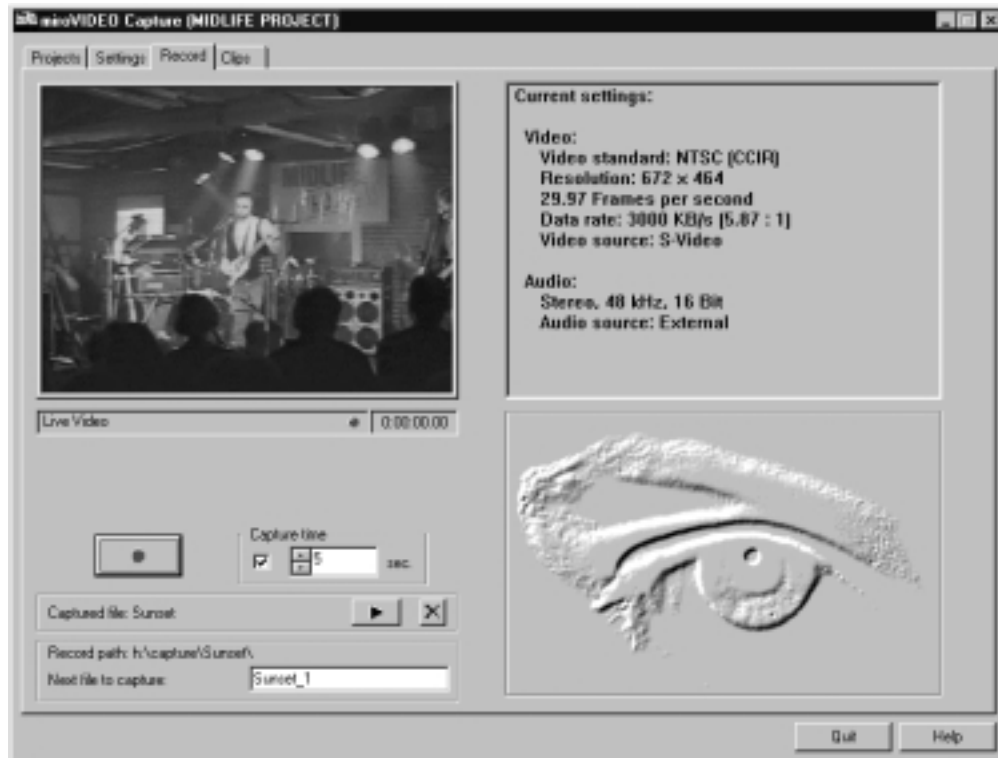 miroVIDEO Capture (MIDLIFE PROJECT)
Projects Settings Record Clips
MIDLIFE
Current settings:
Video:
Video standard: NTSC (CCIR)
Resolution: 672 x 464
29.97 Frames per second
Data rate: 3000 KB/s (5.87 : 1)
Video source: S-Video
Audio:
Stereo, 48 kHz, 16 Bit
Audio source: External
Live Video 0:00:00.00
Capture time
5 sec.
Captured file: Sunset
Record path: h:\capture\Sunset\
Next file to capture: Sunset_1
Quit Help